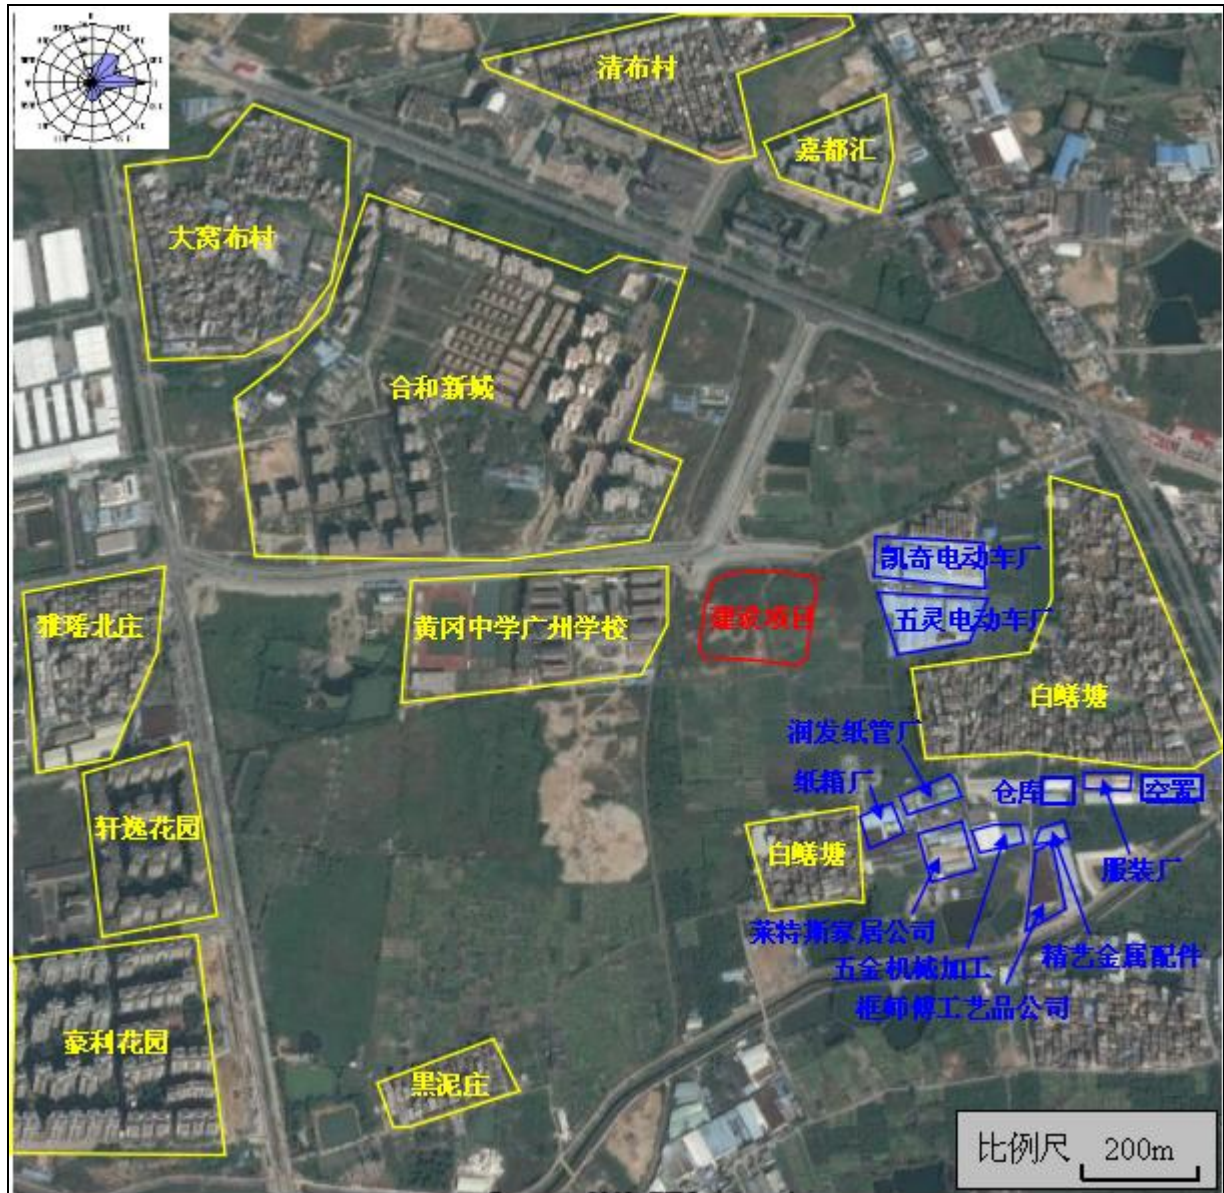 清布村
嘉都汇
大窝布村
合和新城
凯奇电动车厂
五灵电动车厂
雅瑶北庄
黄冈中学广州学校
建设项目
白鳝塘
润发纸管厂
纸箱厂
仓库
空置
轩逸花园
白鳝塘
服装厂
莱特斯家居公司
五金机械加工
精艺金属配件
框师傅工艺品公司
豪利花园
黑泥庄
比例尺 200m